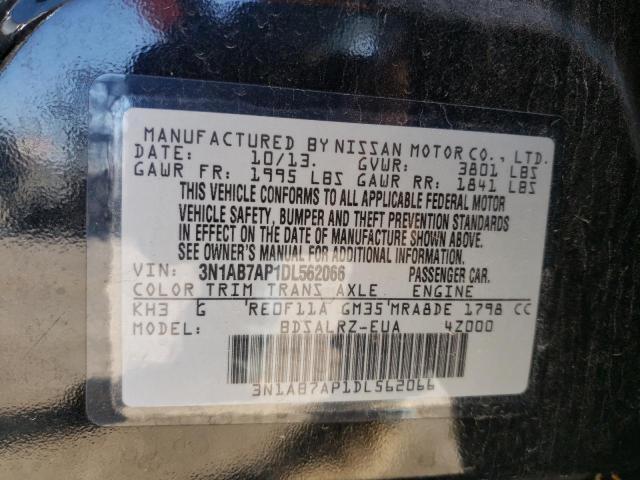 MANUFACTURED BY NISSAN MOTOR CO., LTD.
DATE: 10/13. GVWR: 3801 LBS
GAWR FR: 1995 LBS GAWR RR: 1841 LBS
THIS VEHICLE CONFORMS TO ALL APPLICABLE FEDERAL MOTOR
VEHICLE SAFETY, BUMPER AND THEFT PREVENTION STANDARDS
IN EFFECT ON THE DATE OF MANUFACTURE SHOWN ABOVE.
SEE OWNER'S MANUAL FOR ADDITIONAL INFORMATION.
VIN: 3N1AB7AP1DL562066 PASSENGER CAR.
COLOR TRIM TRANS AXLE ENGINE
KH3 G 'RE0F11A GM35'MRA8DE 1798 CC
MODEL: BDSALRZ-EUA 4Z000
3N1AB7AP1DL562066